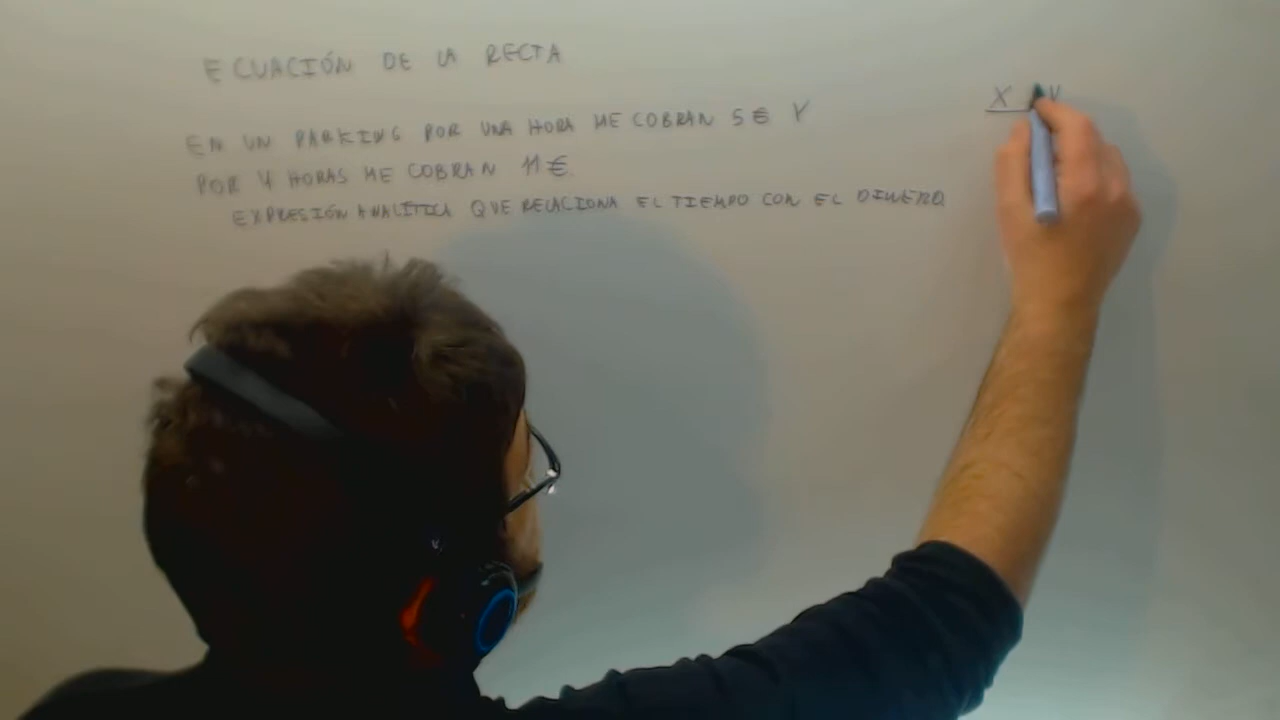 ECUACIÓN DE LA RECTA
EN UN PARKING POR UNA HORA ME COBRAN 5€ Y
POR 4 HORAS ME COBRAN 11€
EXPRESIÓN ANALÍTICA QUE RELACIONA EL TIEMPO CON EL DINERO
X Y